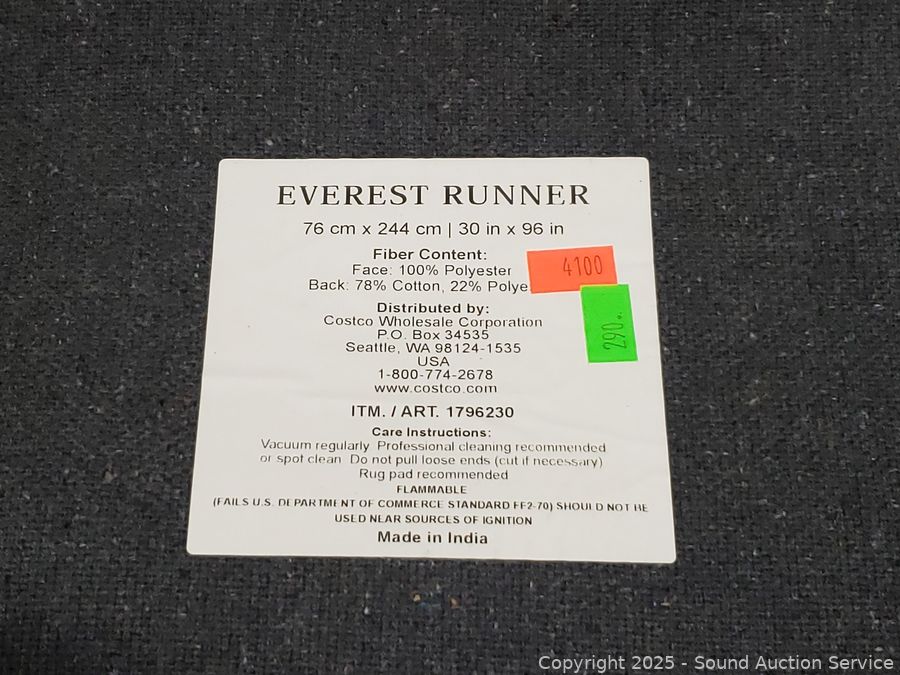 EVEREST RUNNER
76 cm x 244 cm | 30 in x 96 in
Fiber Content:
Face: 100% Polyester
Back: 78% Cotton, 22% Polye
4100
290..
Distributed by:
Costco Wholesale Corporation
P.O. Box 34535
Seattle, WA 98124-1535
USA
1-800-774-2678
www.costco.com
ITM. / ART. 1796230
Care Instructions:
Vacuum regularly. Professional cleaning recommended
or spot clean. Do not pull loose ends (cut if necessary)
Rug pad recommended
FLAMMABLE
(FAILS U.S. DEPARTMENT OF COMMERCE STANDARD FF2-70) SHOULD NOT BE
USED NEAR SOURCES OF IGNITION
Made in India
Copyright 2025 - Sound Auction Service